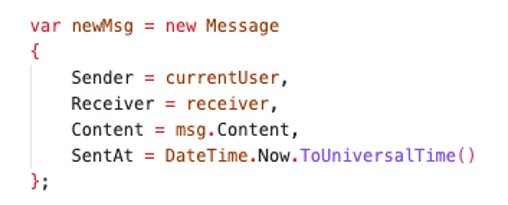 var newMsg = new Message
{
    Sender = currentUser,
    Receiver = receiver,
    Content = msg.Content,
    SentAt = DateTime.Now.ToUniversalTime()
};